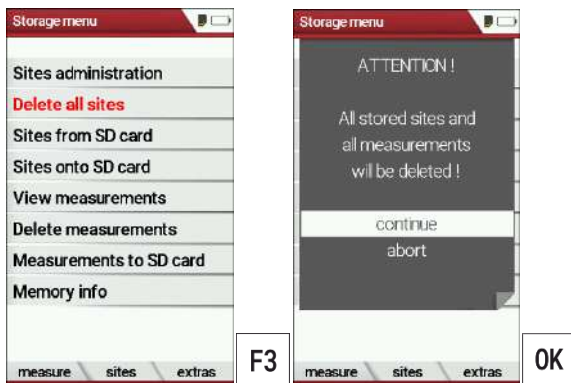 Storage menu
Sites administration
Delete all sites
Sites from SD card
Sites onto SD card
View measurements
Delete measurements
Measurements to SD card
Memory info
measure sites extras
F3
Storage menu
ATTENTION !
All stored sites and
all measurements
will be deleted !
continue
abort
measure sites extras
OK